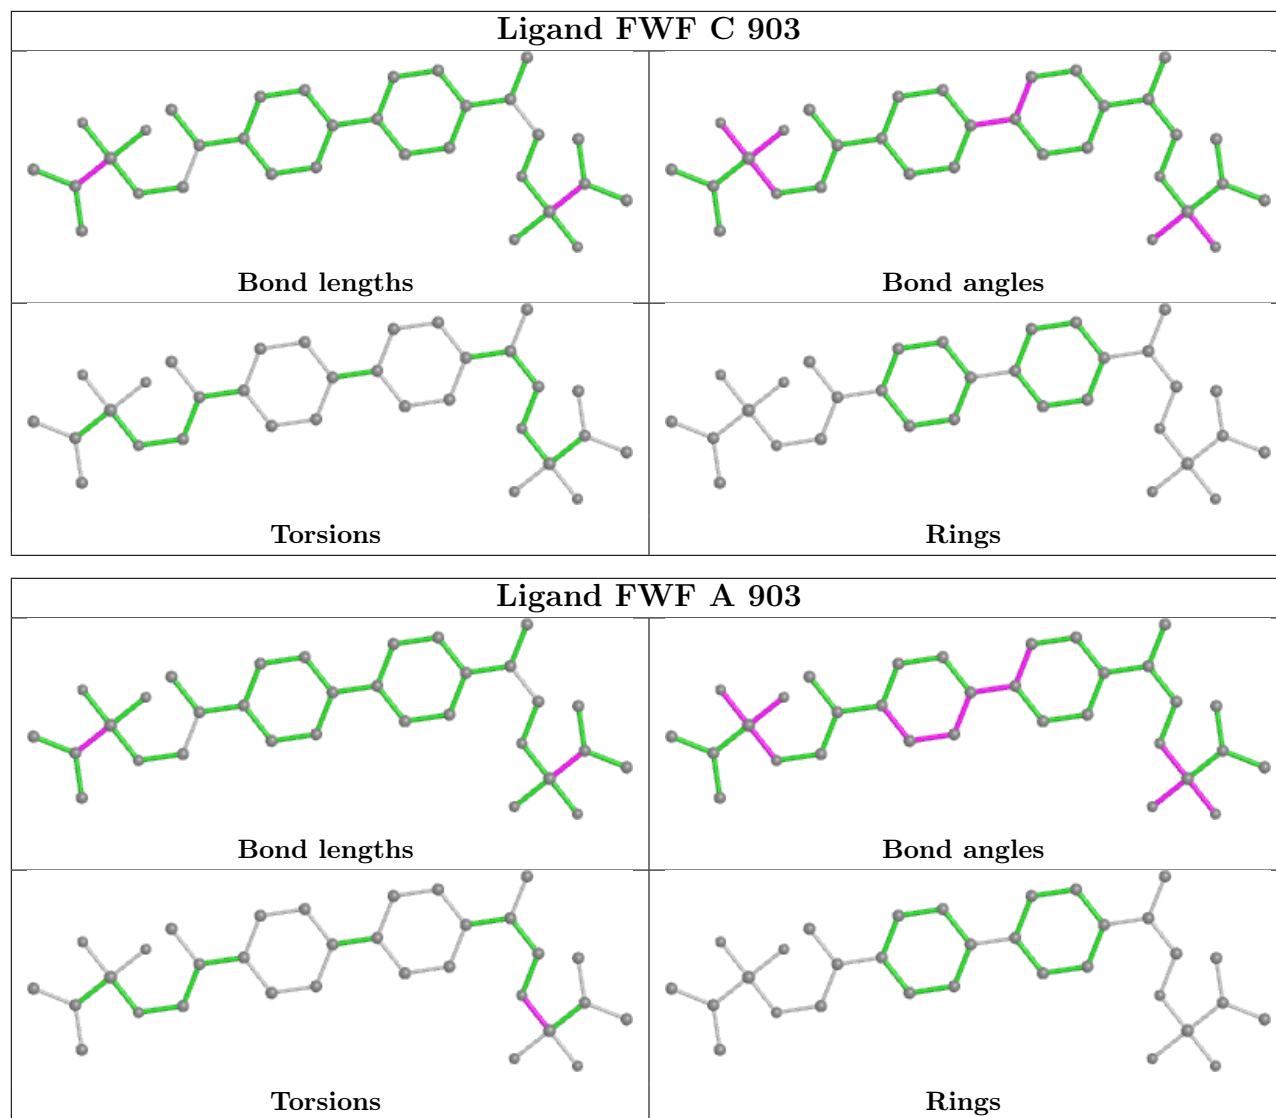 Ligand FWF C 903
Bond lengths
Bond angles
Torsions
Rings
Ligand FWF A 903
Bond lengths
Bond angles
Torsions
Rings